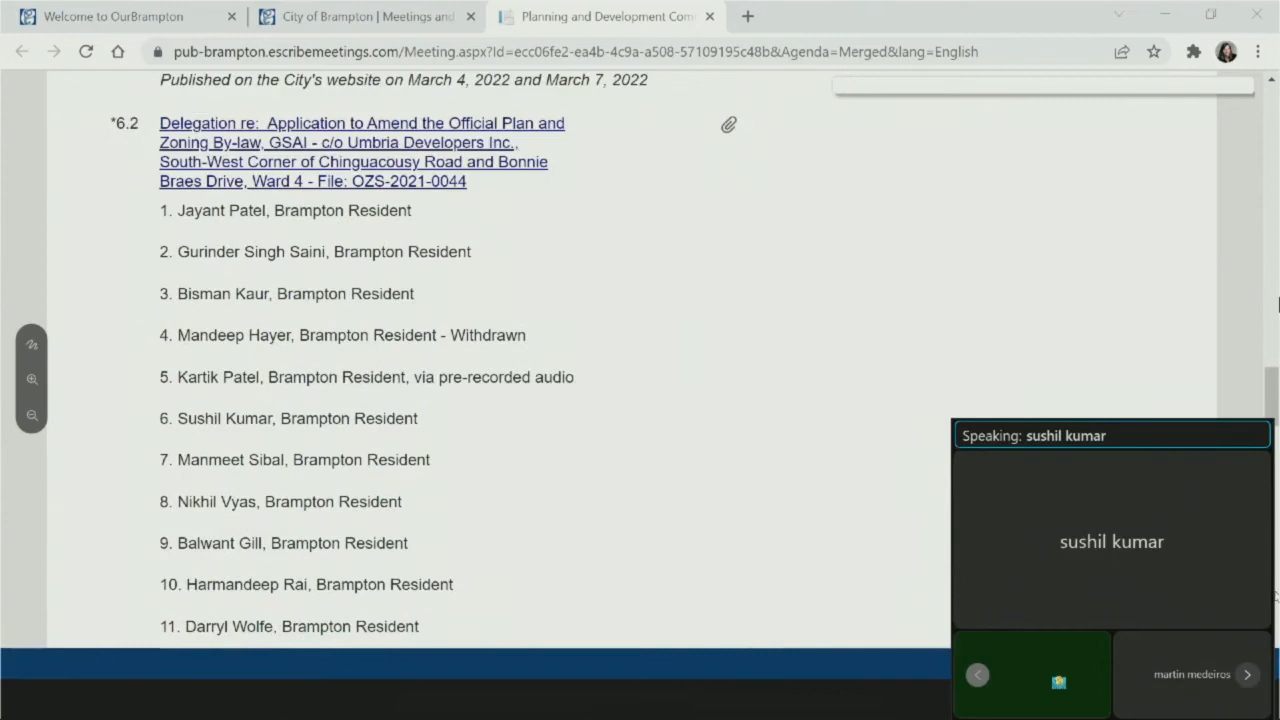 Welcome to OurBrampton
City of Brampton | Meetings and
Planning and Development Com
pub-brampton.escribemeetings.com/Meeting.aspx?Id=ecc06fe2-ea4b-4c9a-a508-57109195c48b&Agenda=Merged&lang=English
Published on the City's website on March 4, 2022 and March 7, 2022
*6.2 Delegation re: Application to Amend the Official Plan and
Zoning By-law, GSAI - c/o Umbria Developers Inc.,
South-West Corner of Chinguacousy Road and Bonnie
Braes Drive, Ward 4 - File: OZS-2021-0044
1. Jayant Patel, Brampton Resident
2. Gurinder Singh Saini, Brampton Resident
3. Bisman Kaur, Brampton Resident
4. Mandeep Hayer, Brampton Resident - Withdrawn
5. Kartik Patel, Brampton Resident, via pre-recorded audio
6. Sushil Kumar, Brampton Resident
7. Manmeet Sibal, Brampton Resident
8. Nikhil Vyas, Brampton Resident
9. Balwant Gill, Brampton Resident
10. Harmandeep Rai, Brampton Resident
11. Darryl Wolfe, Brampton Resident
Speaking: sushil kumar
sushil kumar
martin medeiros